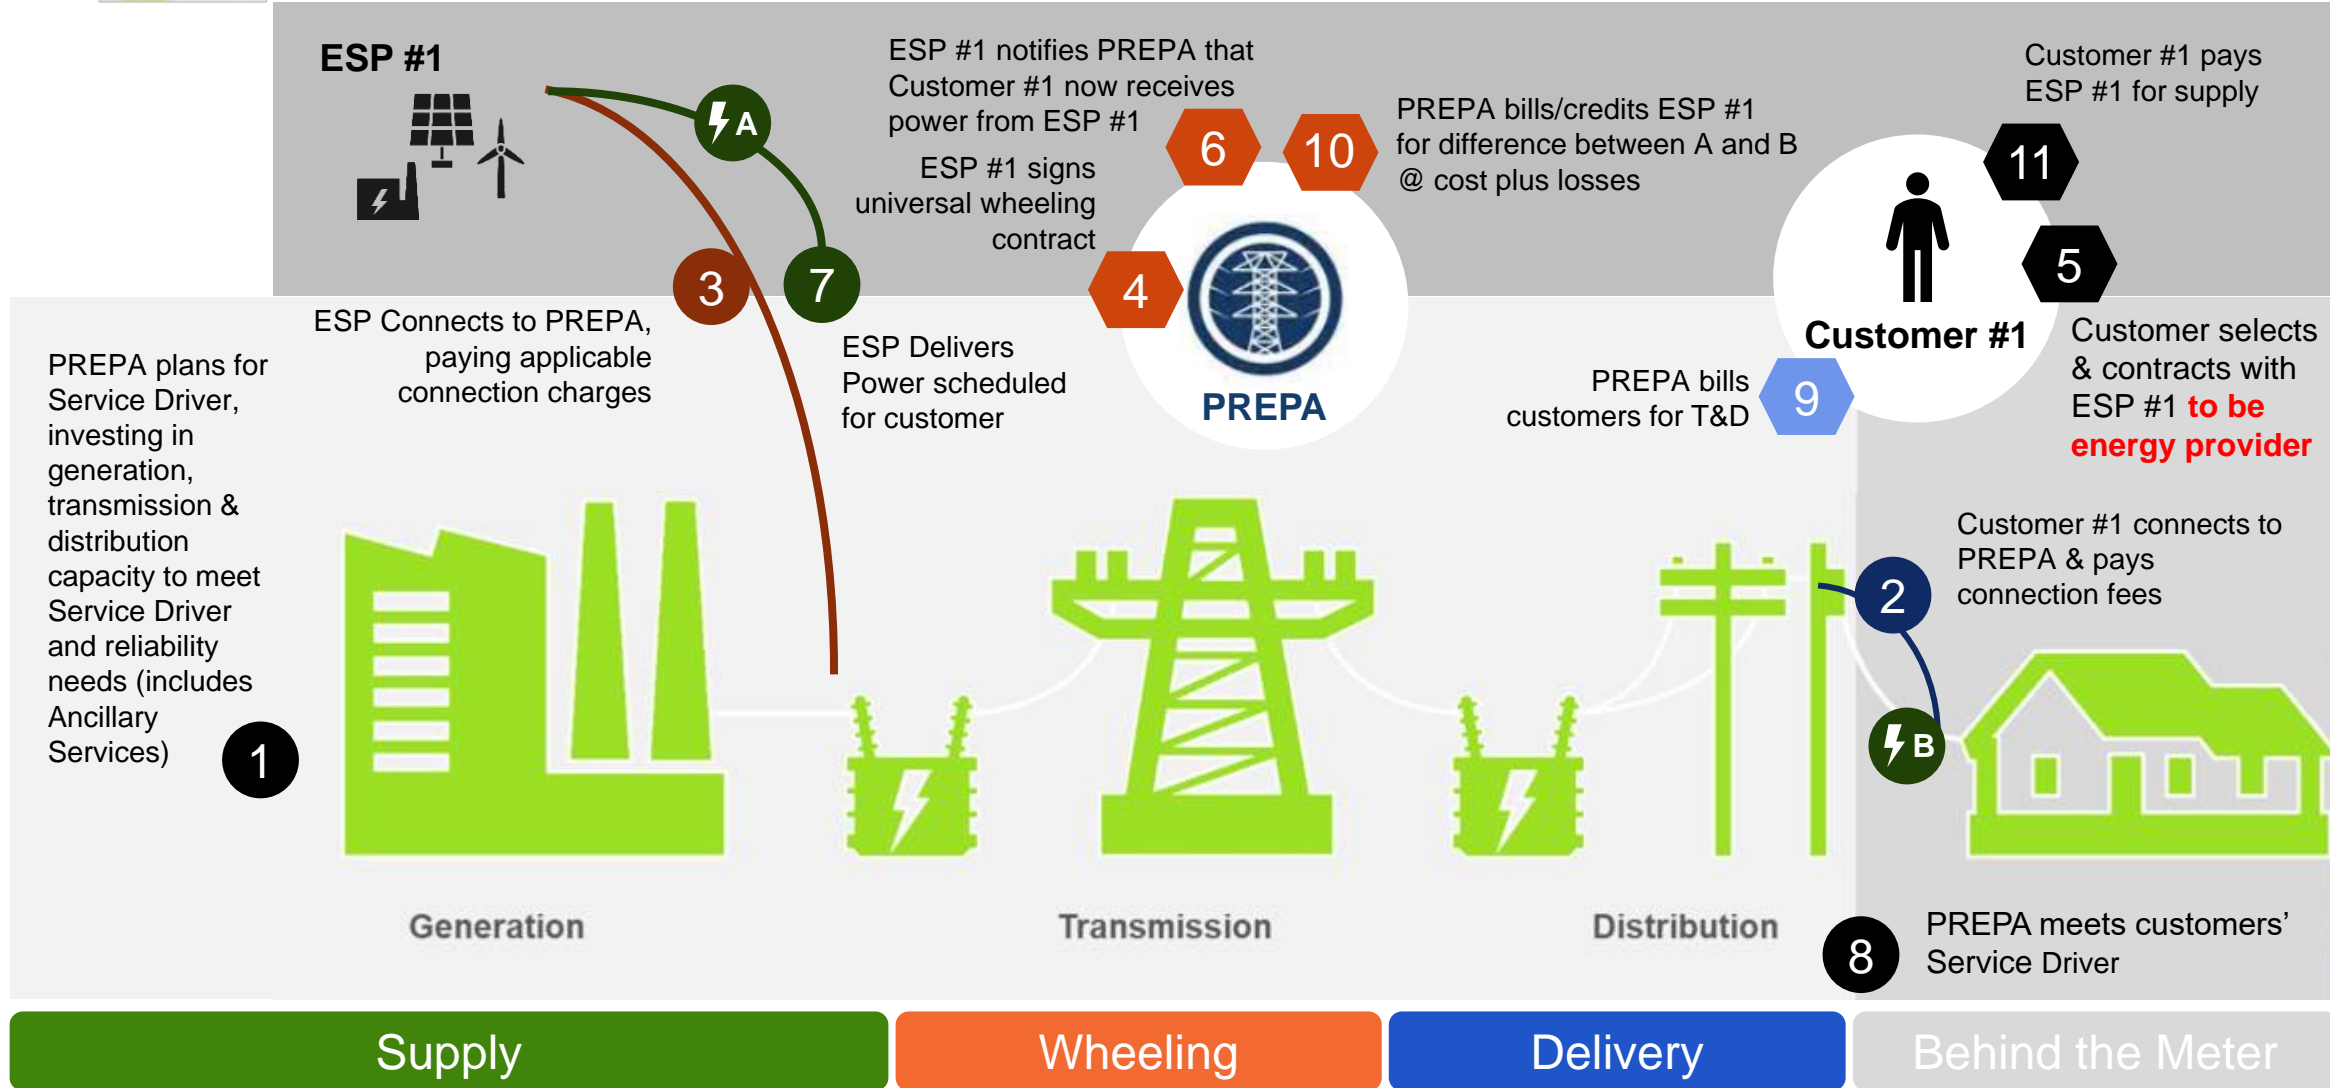 ESP #1
A
ESP #1 notifies PREPA that
Customer #1 now receives
power from ESP #1
6
10
PREPA bills/credits ESP #1
for difference between A and B
@ cost plus losses
Customer #1 pays
ESP #1 for supply
11
ESP #1 signs
universal wheeling
contract
4
PREPA
5
Customer #1
Customer selects
& contracts with
ESP #1 to be
energy provider
3
7
ESP Connects to PREPA,
paying applicable
connection charges
ESP Delivers
Power scheduled
for customer
PREPA bills
customers for T&D
9
PREPA plans for
Service Driver,
investing in
generation,
transmission &
distribution
capacity to meet
Service Driver
and reliability
needs (includes
Ancillary
Services)
1
Customer #1 connects to
PREPA & pays
connection fees
2
B
Generation
Transmission
Distribution
8
PREPA meets customers’
Service Driver
Supply
Wheeling
Delivery
Behind the Meter